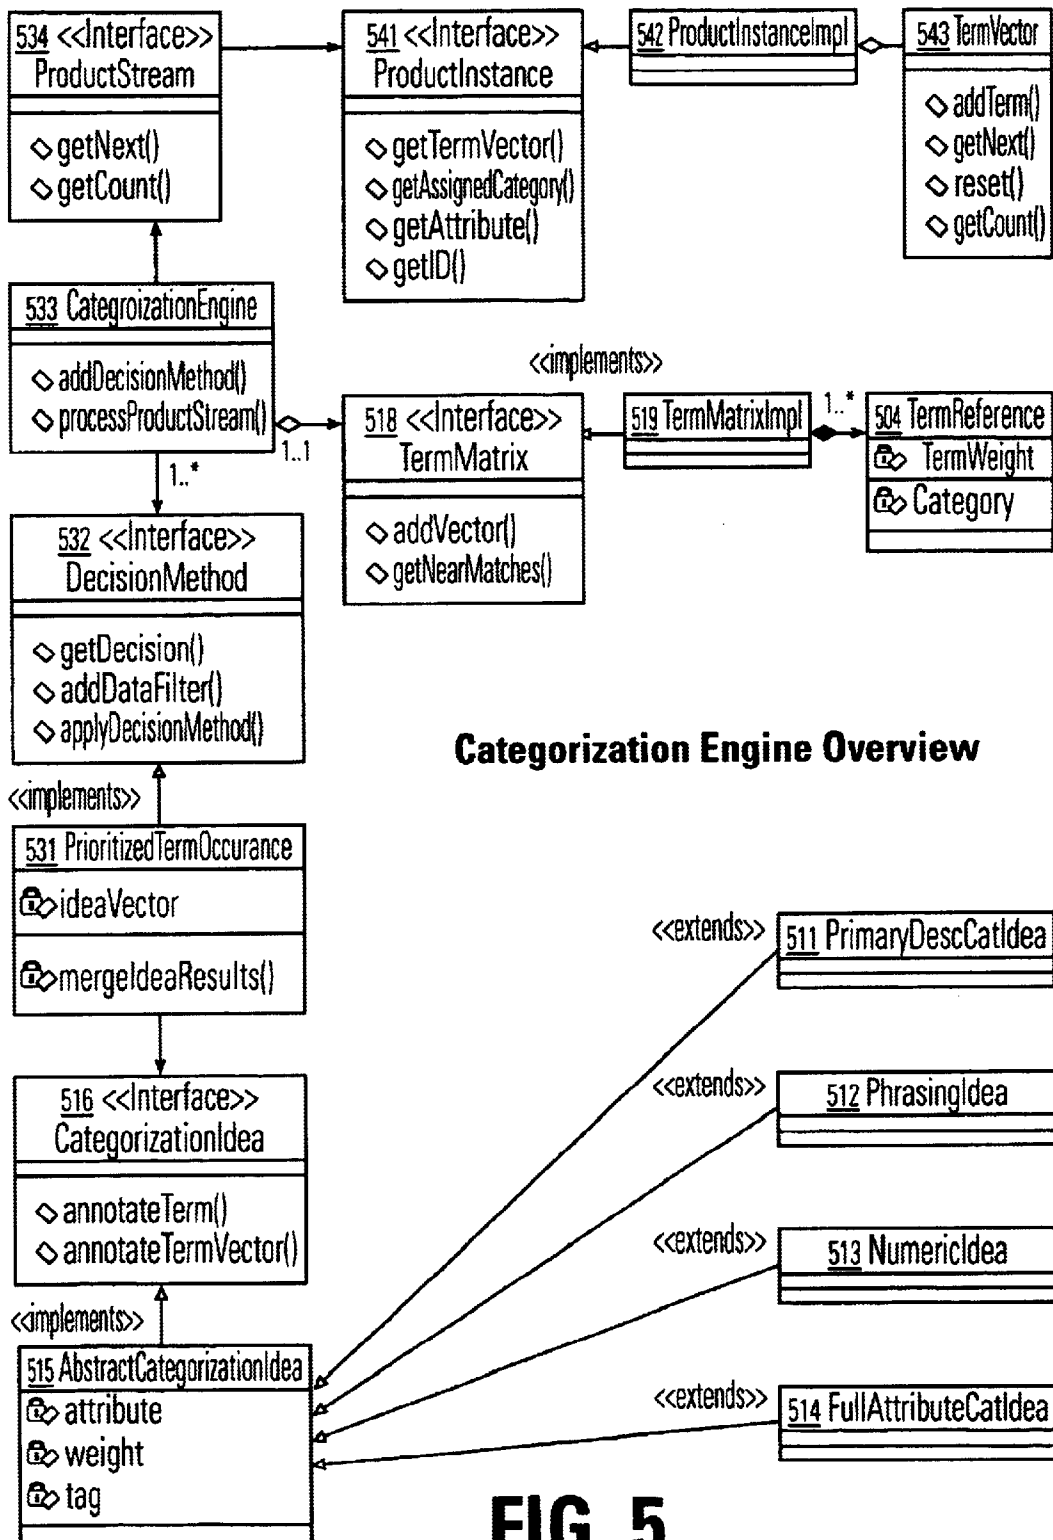 534 <<Interface>>
ProductStream
getNext()
getCount()
541 <<Interface>>
ProductInstance
getTermVector()
getAssignedCategory()
getAttribute()
getID()
542 ProductInstanceImpl
543 TermVector
addTerm()
getNext()
reset()
getCount()
533 CategroizationEngine
addDecisionMethod()
processProductStream()
1..1
1..*
518 <<Interface>>
TermMatrix
addVector()
getNearMatches()
<<implements>>
519 TermMatrixImpl
1..*
504 TermReference
TermWeight
Category
532 <<Interface>>
DecisionMethod
getDecision()
addDataFilter()
applyDecisionMethod()
Categorization Engine Overview
<<implements>>
531 PrioritizedTermOccurance
ideaVector
mergeIdeaResults()
516 <<Interface>>
CategorizationIdea
annotateTerm()
annotateTermVector()
<<implements>>
515 AbstractCategorizationIdea
attribute
weight
tag
<<extends>>
511 PrimaryDescCatIdea
<<extends>>
512 PhrasingIdea
<<extends>>
513 NumericIdea
<<extends>>
514 FullAttributeCatIdea
FIG. 5